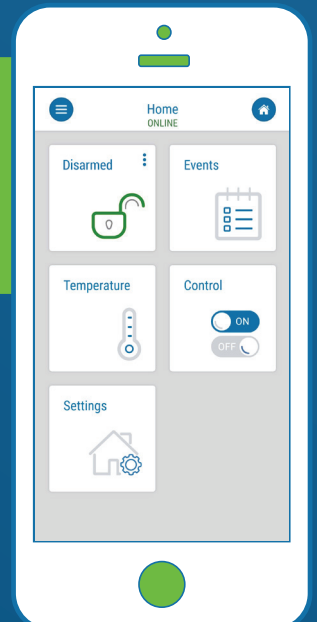 Home
ONLINE
Disarmed
Events
Temperature
Control
ON
OFF
Settings